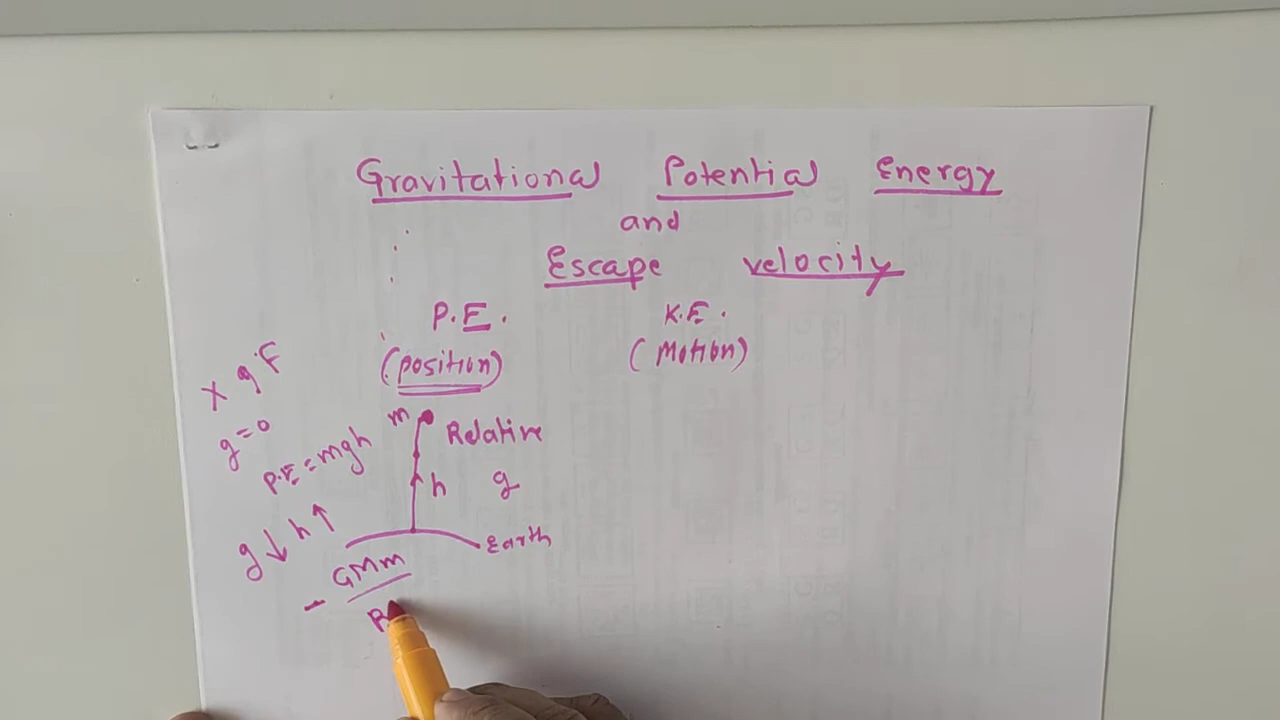 Gravitational Potential Energy
and
Escape velocity
P.E. K.E.
(position) (Motion)
x g.F
g=0
P.E=mgh
g↓ h↑
m Relative
h g
Earth
- GMm
R